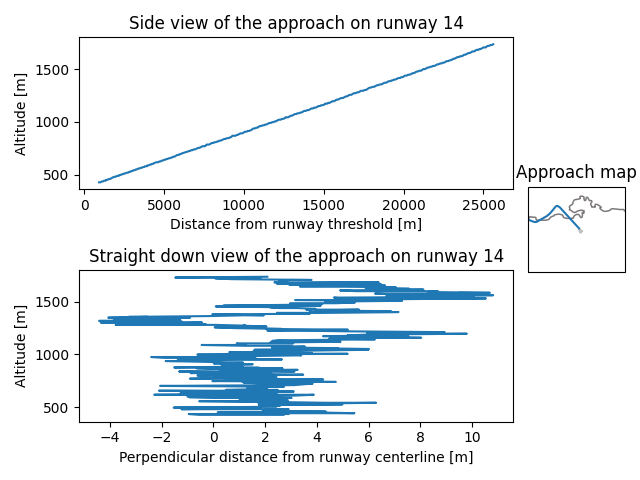 Side view of the approach on runway 14
Altitude [m]
1500
1000
500
0
5000
10000
15000
20000
25000
Distance from runway threshold [m]
Approach map
Straight down view of the approach on runway 14
Altitude [m]
1500
1000
500
−4
−2
0
2
4
6
8
10
Perpendicular distance from runway centerline [m]